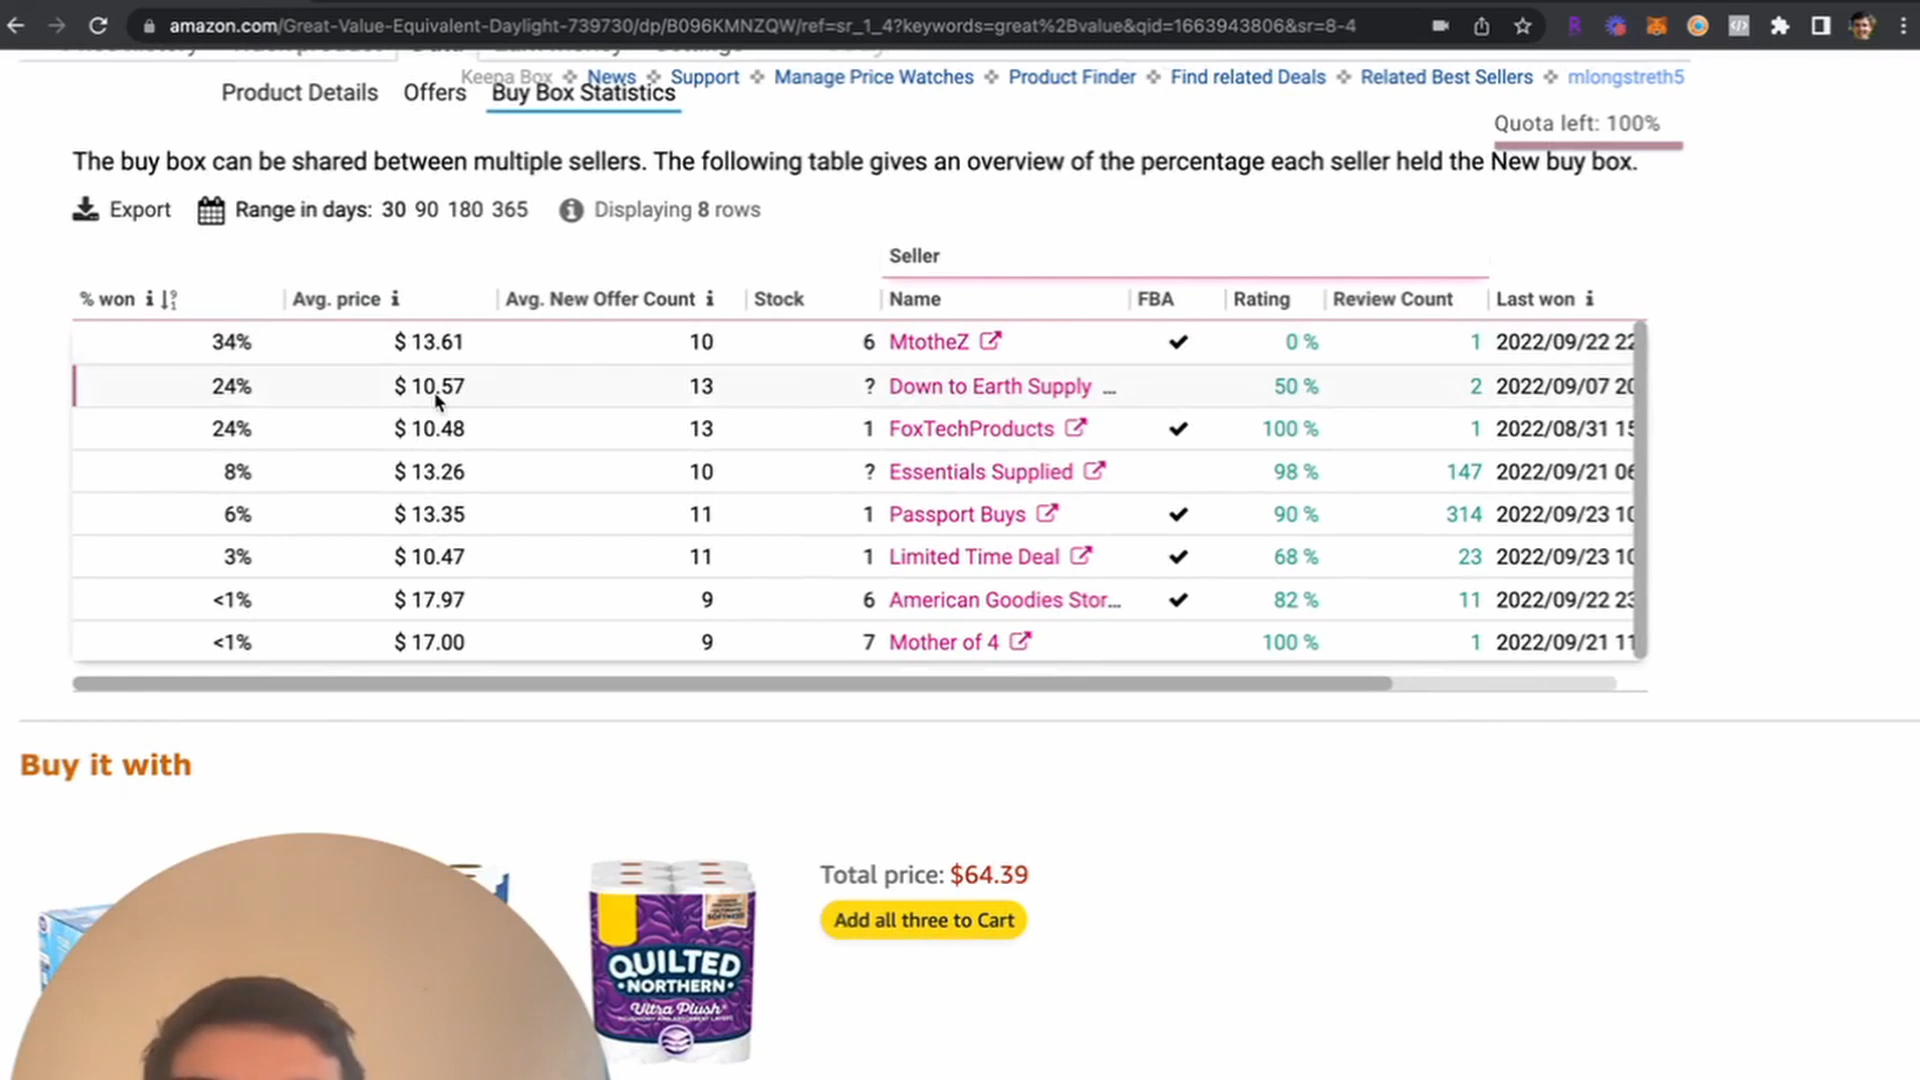 amazon.com/Great-Value-Equivalent-Daylight-739730/dp/B096KMNZQW/ref=sr_1_4?keywords=great%2Bvalue&qid=1663943806&sr=8-4
Keepa Box News Support Manage Price Watches Product Finder Find related Deals Related Best Sellers mlongstreth5
Product Details Offers Buy Box Statistics
Quota left: 100%
The buy box can be shared between multiple sellers. The following table gives an overview of the percentage each seller held the New buy box.
Export Range in days: 30 90 180 365 Displaying 8 rows
Seller
% won Avg. price Avg. New Offer Count Stock Name FBA Rating Review Count Last won
34% $ 13.61 10 6 MtotheZ ✔ 0 % 1 2022/09/22 22
24% $ 10.57 13 ? Down to Earth Supply ... 50 % 2 2022/09/07 20
24% $ 10.48 13 1 FoxTechProducts ✔ 100 % 1 2022/08/31 15
8% $ 13.26 10 ? Essentials Supplied 98 % 147 2022/09/21 06
6% $ 13.35 11 1 Passport Buys ✔ 90 % 314 2022/09/23 10
3% $ 10.47 11 1 Limited Time Deal ✔ 68 % 23 2022/09/23 10
<1% $ 17.97 9 6 American Goodies Stor... ✔ 82 % 11 2022/09/22 23
<1% $ 17.00 9 7 Mother of 4 100 % 1 2022/09/21 11
Buy it with
Total price: $64.39
Add all three to Cart
QUILTED
NORTHERN
Ultra Plush